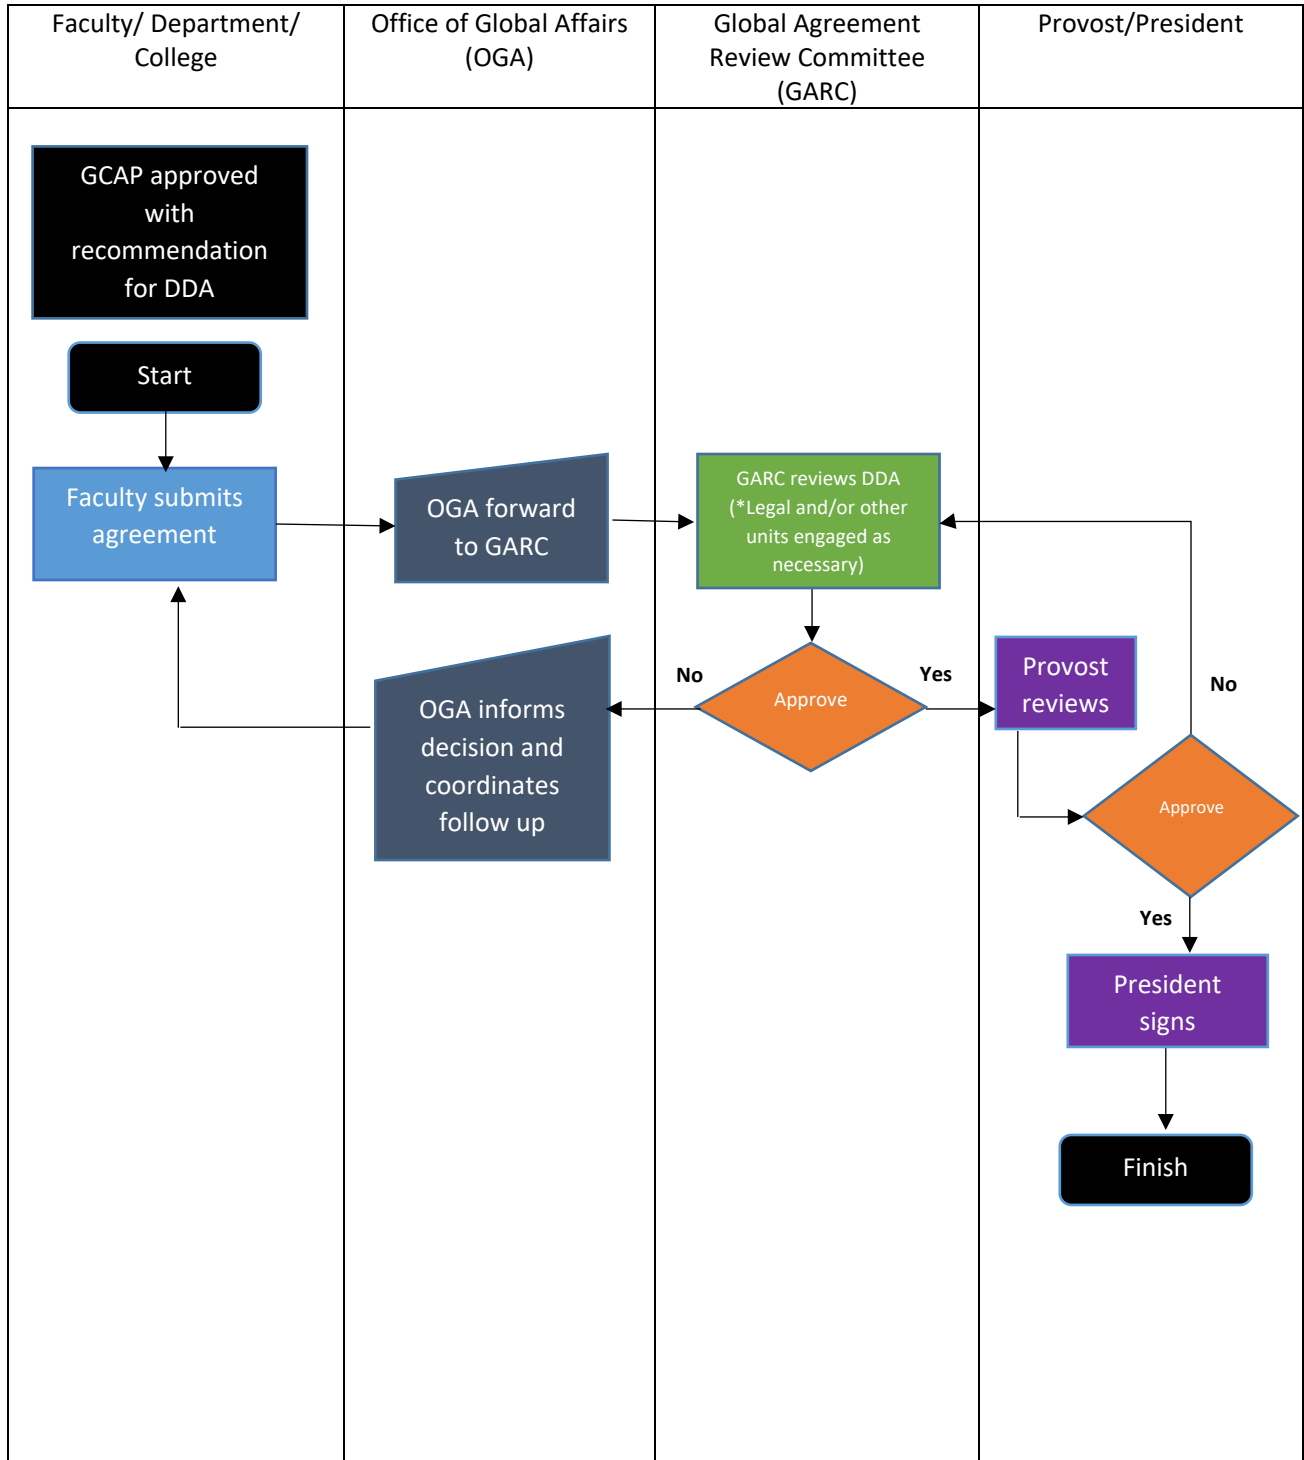 Faculty/ Department/
College
Office of Global Affairs
(OGA)
Global Agreement
Review Committee
(GARC)
Provost/President
GCAP approved
with
recommendation
for DDA
Start
Faculty submits
agreement
OGA forward
to GARC
GARC reviews DDA
(*Legal and/or other
units engaged as
necessary)
Approve
No
Yes
OGA informs
decision and
coordinates
follow up
Provost
reviews
No
Approve
Yes
President
signs
Finish